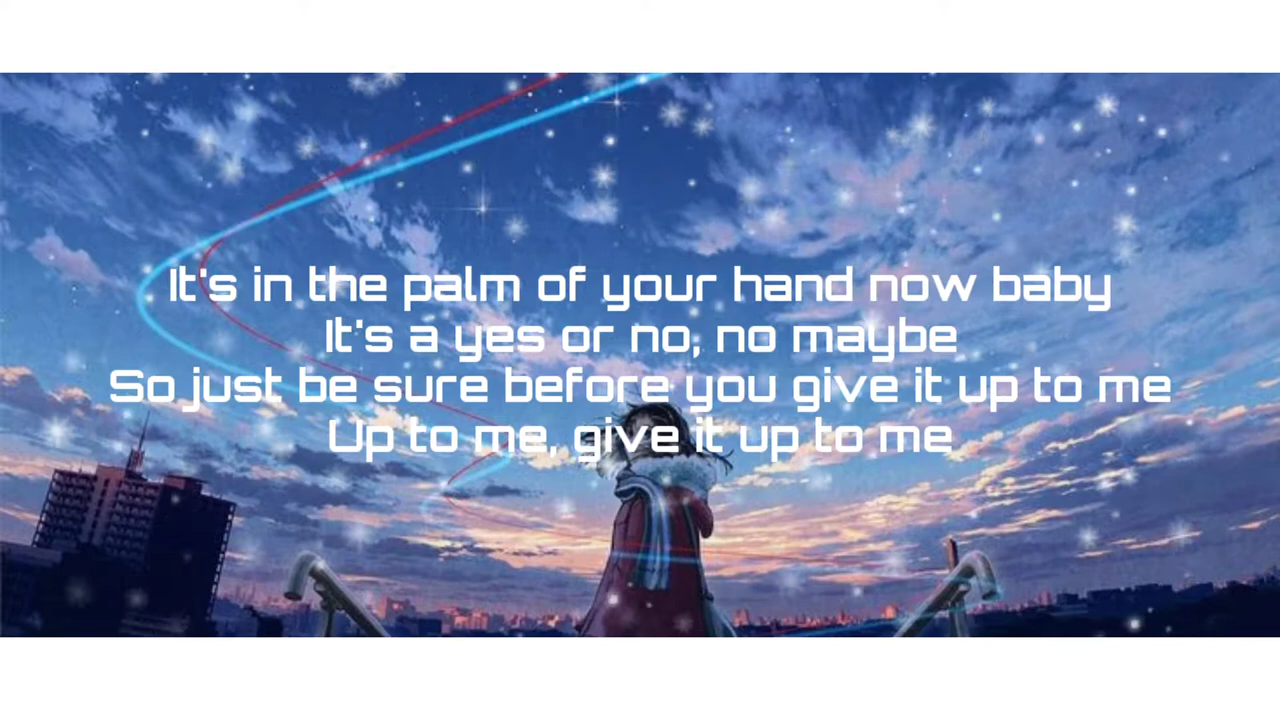 It's in the palm of your hand now baby
It's a yes or no, no maybe
So just be sure before you give it up to me
Up to me, give it up to me